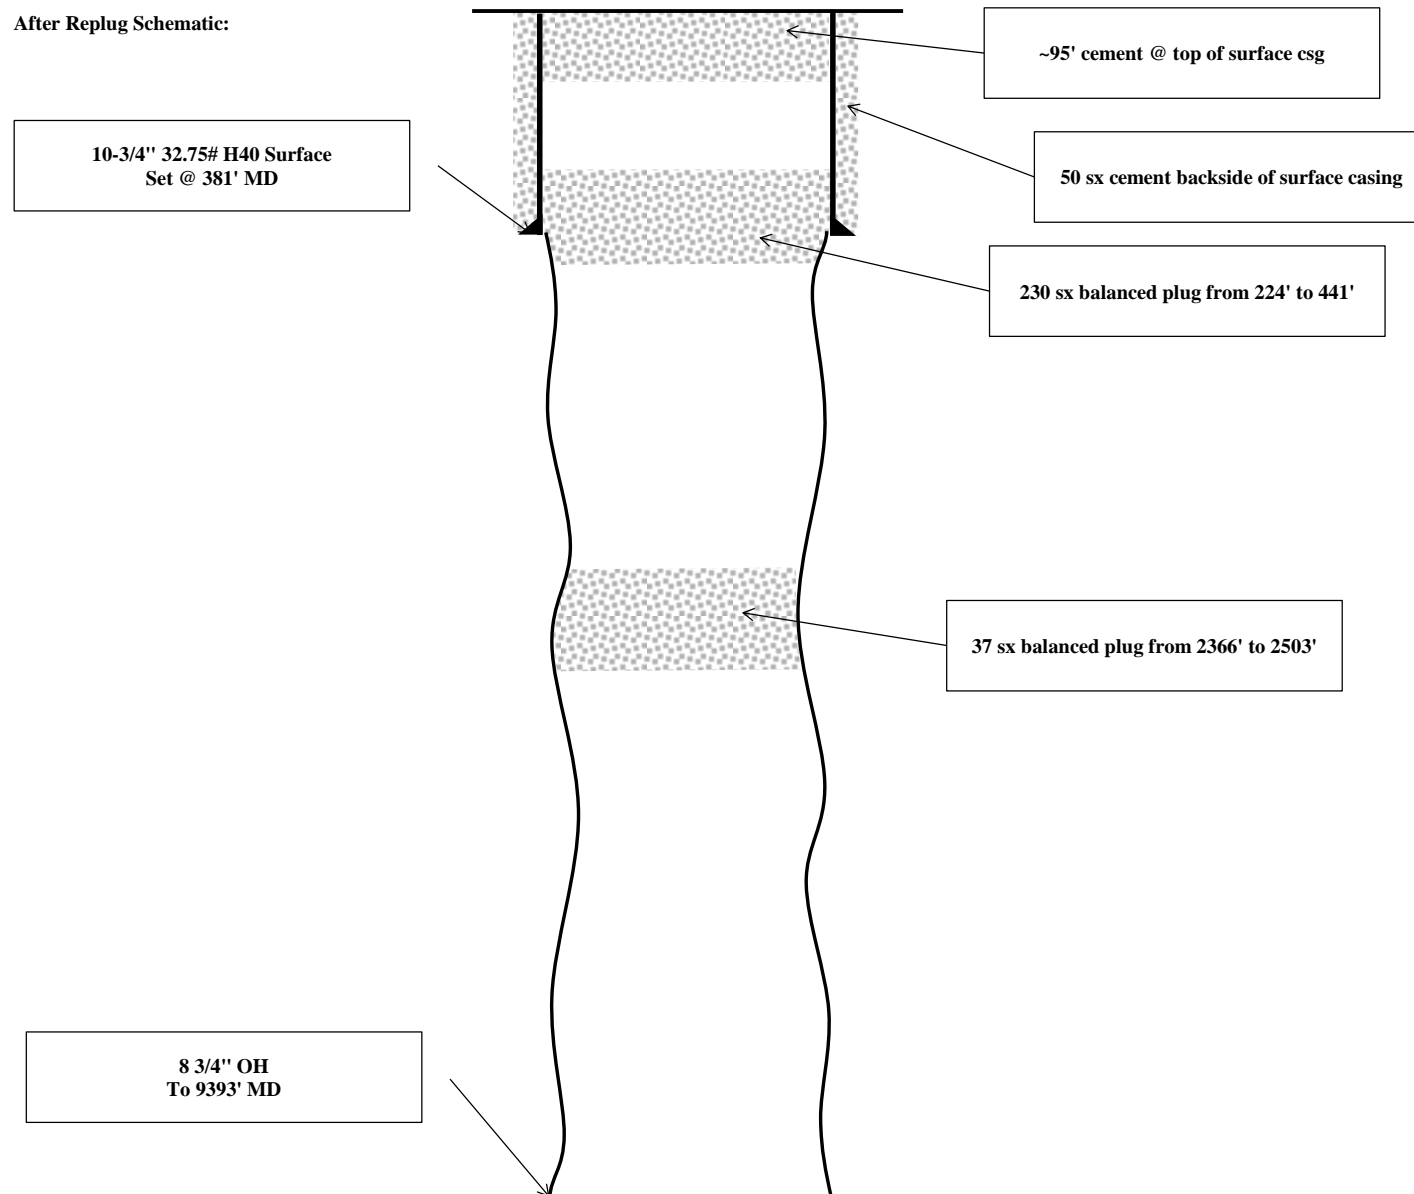 After Replug Schematic:
~95' cement @ top of surface csg
10-3/4" 32.75# H40 Surface
Set @ 381' MD
50 sx cement backside of surface casing
230 sx balanced plug from 224' to 441'
37 sx balanced plug from 2366' to 2503'
8 3/4" OH
To 9393' MD